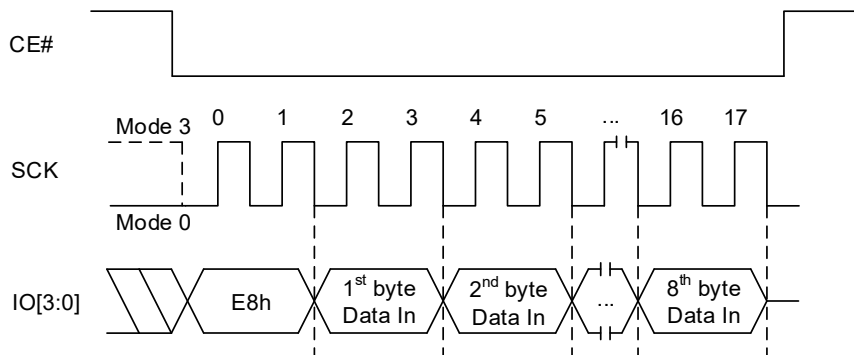 CE#
0 1 2 3 4 5 ... 16 17
Mode 3
SCK
Mode 0
IO[3:0]
E8h
1st byte
Data In
2nd byte
Data In
...
8th byte
Data In